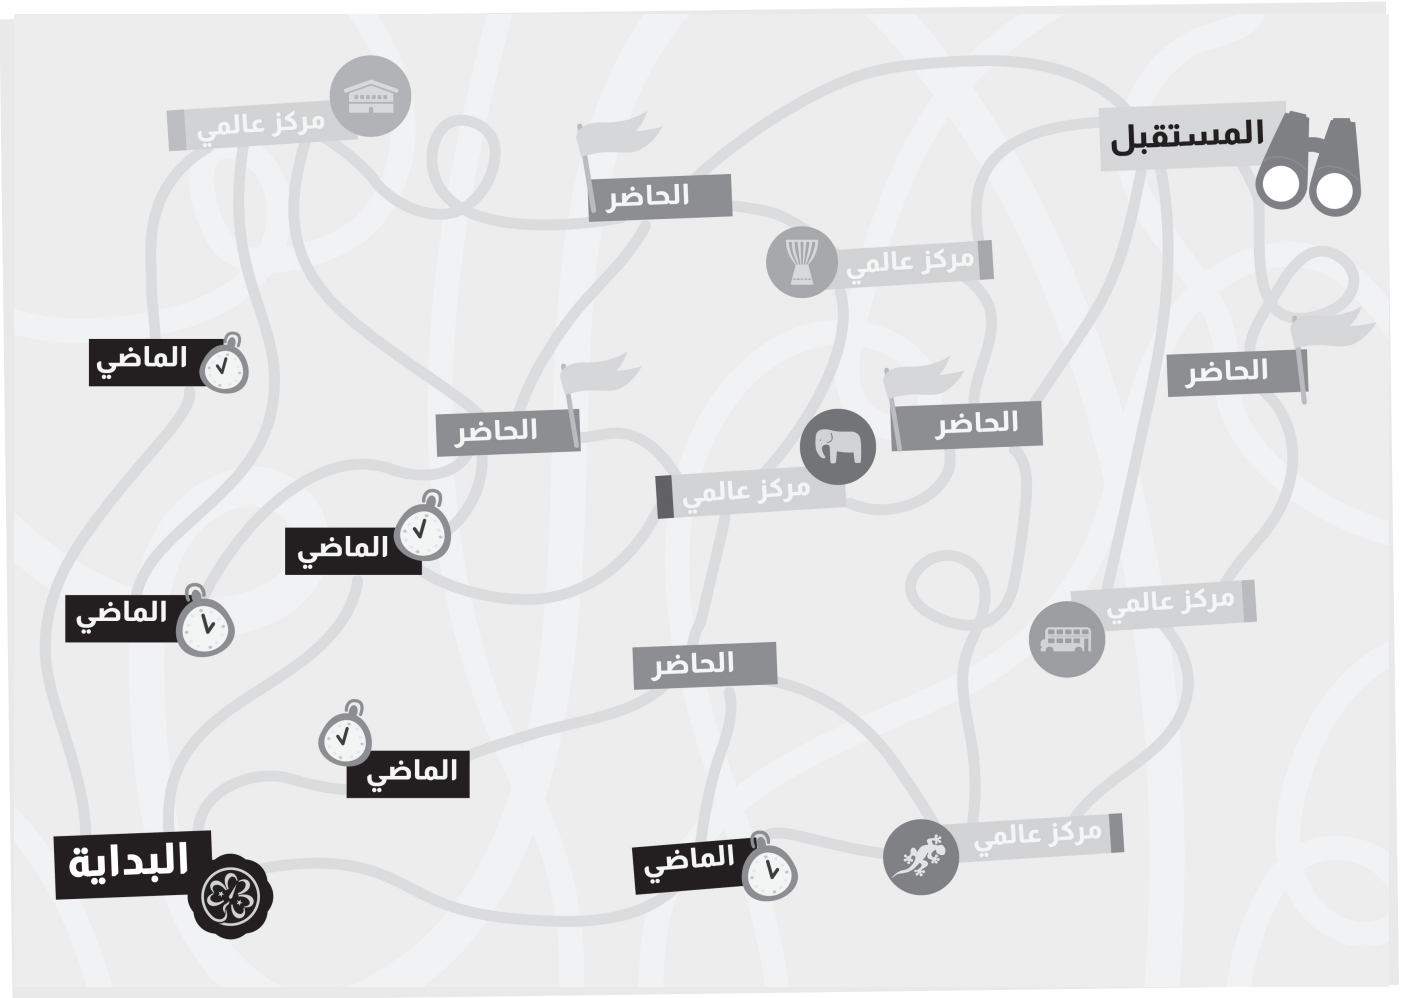 مركز عالمي
المستقبل
الحاضر
مركز عالمي
الماضي
الحاضر
الحاضر
الحاضر
مركز عالمي
الماضي
الماضي
مركز عالمي
الحاضر
الماضي
مركز عالمي
الماضي
البداية